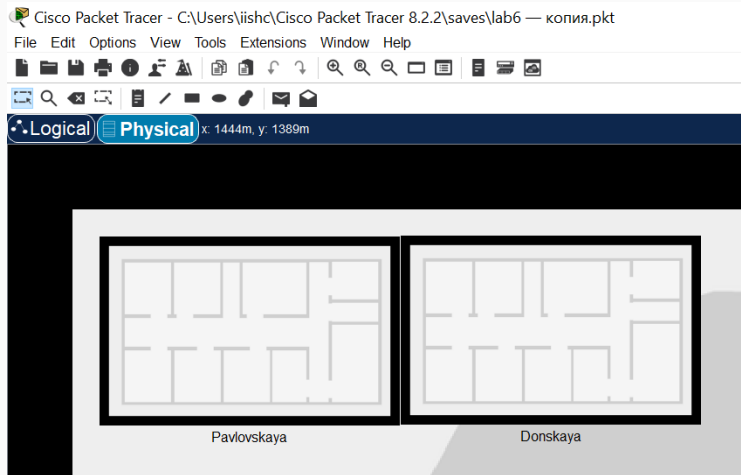 Cisco Packet Tracer - C:\Users\iishc\Cisco Packet Tracer 8.2.2\saves\lab6 — копия.pkt
File Edit Options View Tools Extensions Window Help
Logical Physical x: 1444m, y: 1389m
Pavlovskaya Donskaya